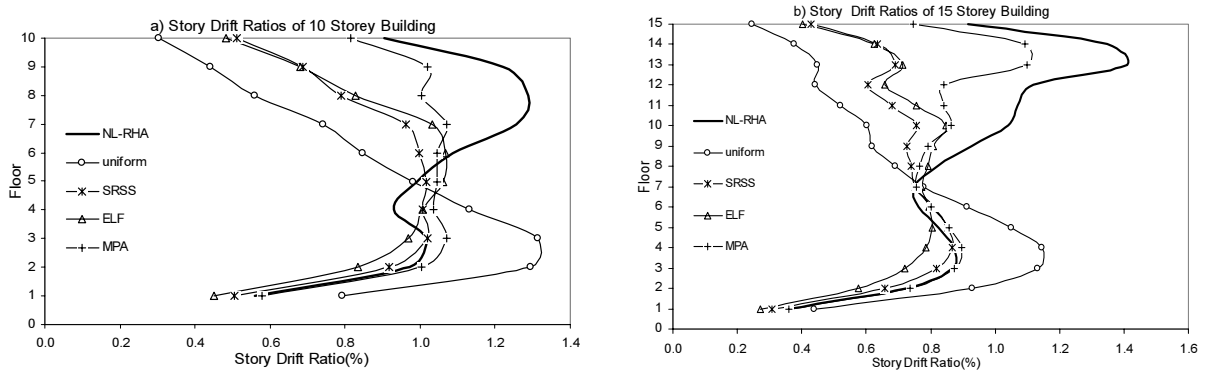 a) Story Drift Ratios of 10 Storey Building
10
9
8
7
6
5
4
3
2
1
0
Floor
NL-RHA
uniform
SRSS
ELF
MPA
0.0 0.2 0.4 0.6 0.8 1.0 1.2 1.4
Story Drift Ratio(%)
b) Story Drift Ratios of 15 Storey Building
15
14
13
12
11
10
9
8
7
6
5
4
3
2
1
0
Floor
NL-RHA
uniform
SRSS
ELF
MPA
0.0 0.2 0.4 0.6 0.8 1.0 1.2 1.4 1.6
Story Drift Ratio(%)